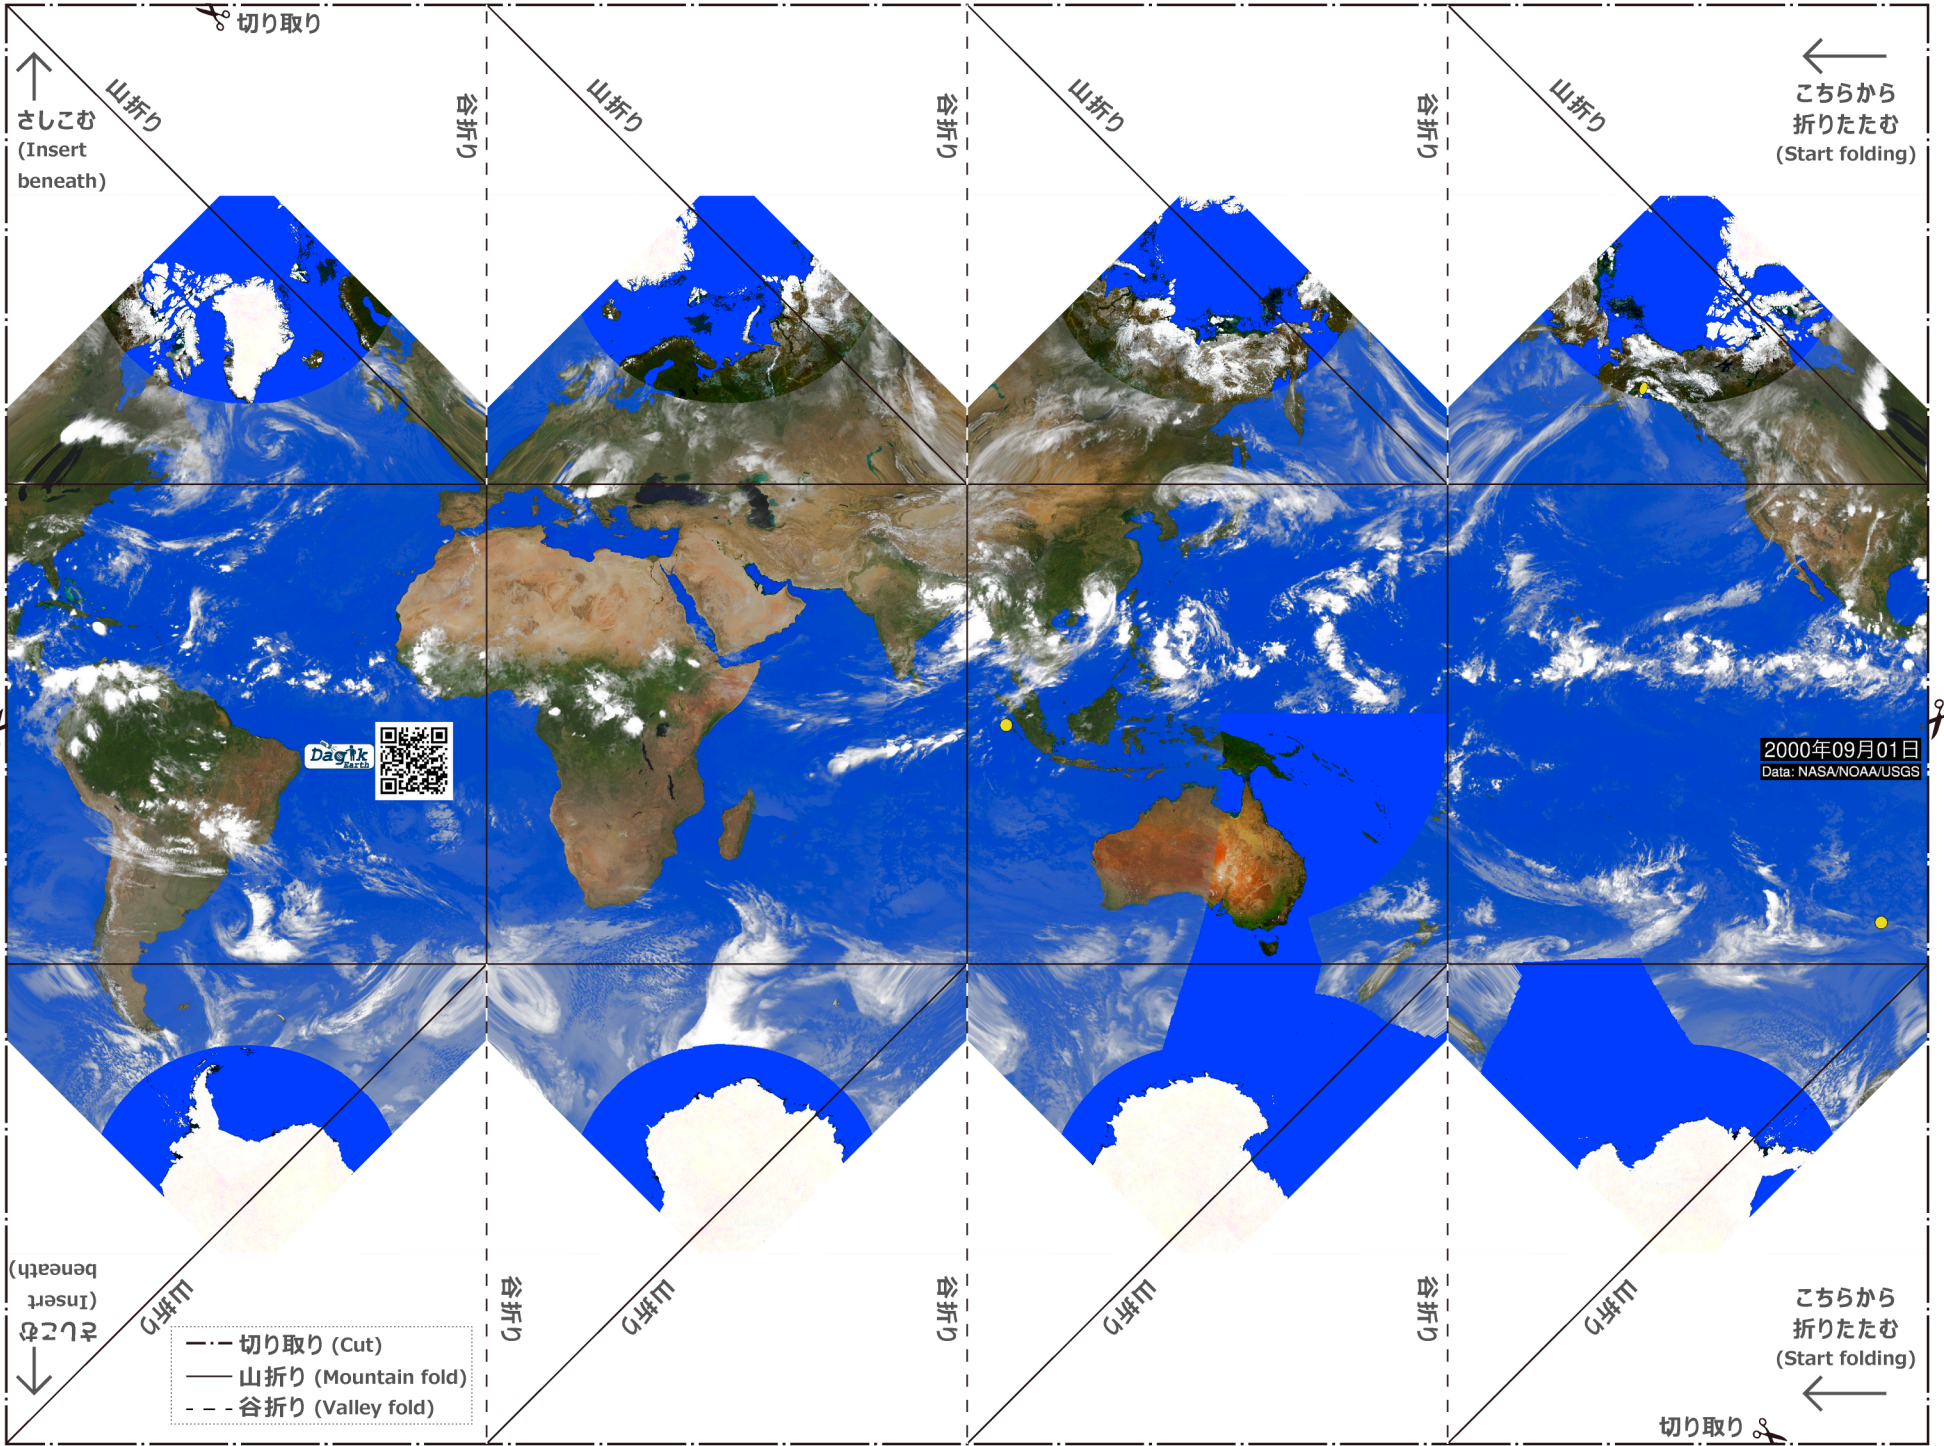 切り取り
山折り
谷折り
山折り
谷折り
山折り
谷折り
山折り
さしこむ
(Insert
beneath)
こちらから
折りたたむ
(Start folding)
Dagik
Earth
2000年09月01日
Data: NASA/NOAA/USGS
さしこむ
(Insert
beneath)
山折り
谷折り
山折り
谷折り
山折り
谷折り
山折り
こちらから
折りたたむ
(Start folding)
切り取り (Cut)
山折り (Mountain fold)
谷折り (Valley fold)
切り取り